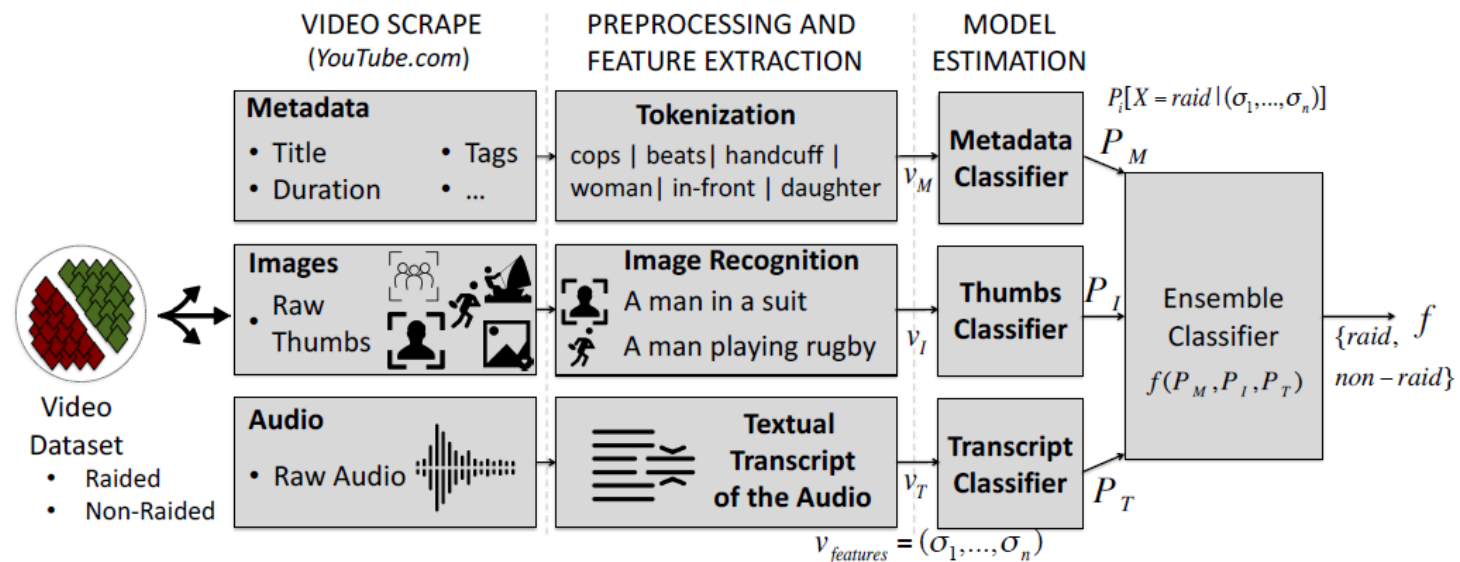 VIDEO SCRAPE
(YouTube.com)
PREPROCESSING AND
FEATURE EXTRACTION
MODEL
ESTIMATION
Metadata
• Title
• Duration
• Tags
• ...
Tokenization
cops | beats| handcuff |
woman| in-front | daughter
v_M
Metadada
Classifier
P_i[X = raid | (σ_1,...,σ_n)]
P_M
Images
• Raw
Thumbs
Image Recognition
A man in a suit
A man playing rugby
v_I
Thumbs
Classifier
P_I
Ensemble
Classifier
f(P_M, P_I, P_T)
{raid,
non-raid}
f
Video
Dataset
• Raided
• Non-Raided
Audio
• Raw Audio
Textual
Transcript
of the Audio
v_T
Transcript
Classifier
P_T
v_features = (σ_1,...,σ_n)